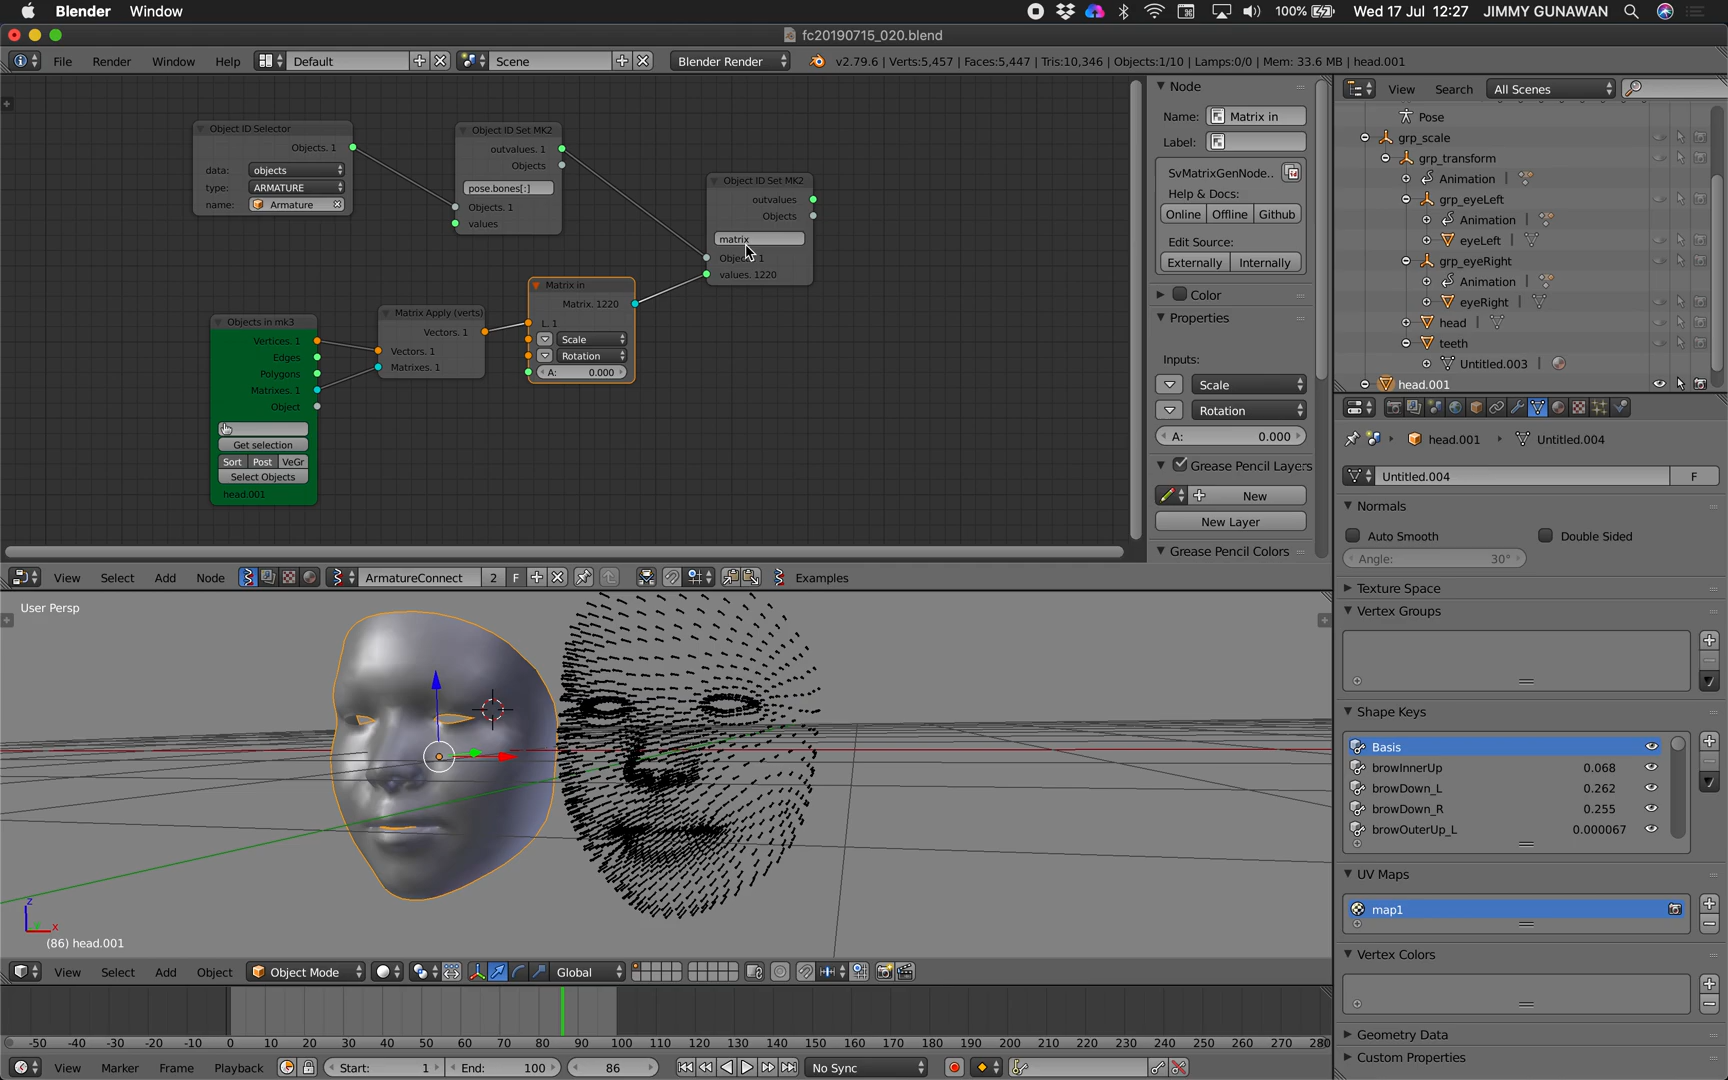 Blender Window 100% Wed 17 Jul 12:27 JIMMY GUNAWAN
fc20190715_020.blend
File Render Window Help Default Scene Blender Render v2.79.6 | Verts:5,457 | Faces:5,447 | Tris:10,346 | Objects:1/10 | Lamps:0/0 | Mem: 33.6 MB | head.001
Object ID Selector
Objects. 1
data: objects
type: ARMATURE
name: Armature
Object ID Set MK2
outvalues. 1
Objects
pose.bones[:]
Objects. 1
values
Object ID Set MK2
outvalues
Objects
matrix
values. 1220
Matrix in
Matrix. 1220
L. 1
Scale
Rotation
A: 0.000
Matrix Apply (verts)
Vectors. 1
Vectors. 1
Matrixes. 1
Objects in mk3
Vertices. 1
Edges
Polygons
Matrixes. 1
Object
Get selection
Sort Post VeGr
Select Objects
head.001
Node
Name: Matrix in
Label:
SvMatrixGenNode..
Help & Docs:
Online Offline Github
Edit Source:
Externally Internally
Color
Properties
Inputs:
Scale
Rotation
A: 0.000
Grease Pencil Layers
New
New Layer
Grease Pencil Colors
View Search All Scenes
Pose
grp_scale
grp_transform
Animation
grp_eyeLeft
Animation
eyeLeft
grp_eyeRight
Animation
eyeRight
head
teeth
Untitled.003
head.001
head.001 Untitled.004
Untitled.004 F
Normals
Auto Smooth Double Sided
Angle: 30°
Texture Space
Vertex Groups
Shape Keys
Basis
browInnerUp 0.068
browDown_L 0.262
browDown_R 0.255
browOuterUp_L 0.000067
UV Maps
map1
Vertex Colors
Geometry Data
Custom Properties
View Select Add Node ArmatureConnect 2 F Examples
User Persp
z
x
(86) head.001
View Select Add Object Object Mode Global
-50 -40 -30 -20 -10 0 10 20 30 40 50 60 70 80 90 100 110 120 130 140 150 160 170 180 190 200 210 220 230 240 250 260 270 280
View Marker Frame Playback Start: 1 End: 100 86 No Sync